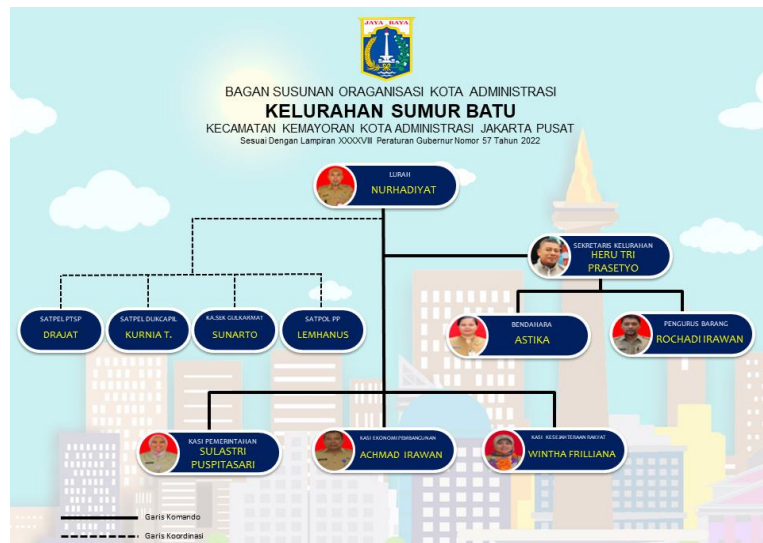 JAYA RAYA
BAGAN SUSUNAN ORAGANISASI KOTA ADMINISTRASI
KELURAHAN SUMUR BATU
KECAMATAN KEMAYORAN KOTA ADMINISTRASI JAKARTA PUSAT
Sesuai Dengan Lampiran XXXXVIII Peraturan Gubernur Nomor 57 Tahun 2022
LURAH
NURHADIYAT
SEKRETARIS KELURAHAN
HERU TRI
PRASETYO
SATPEL PTSP
DRAJAT
SATPEL DUKCAPIL
KURNIA T.
KA.SEK GULKARMAT
SUNARTO
SATPOL PP
LEMHANUS
BENDAHARA
ASTIKA
PENGURUS BARANG
ROCHADI IRAWAN
KASI PEMERINTAHAN
SULASTRI
PUSPITASARI
KASI EKONOMI PEMBANGUNAN
ACHMAD IRAWAN
KASI KESEJAHTERAAN RAKYAT
WINTHA FRILLIANA
Garis Komando
Garis Koordinasi